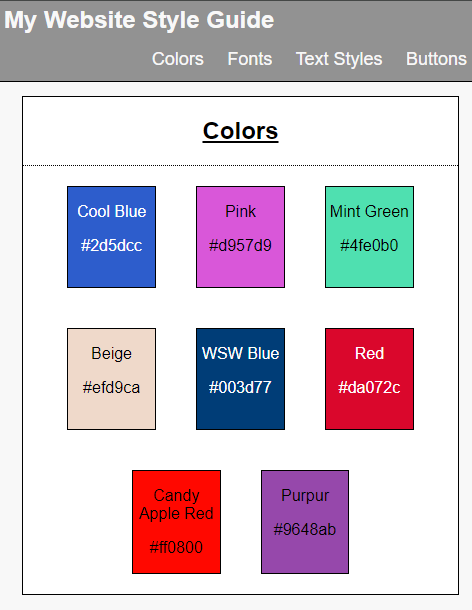 My Website Style Guide
Colors Fonts Text Styles Buttons
Colors
Cool Blue
#2d5dcc
Pink
#d957d9
Mint Green
#4fe0b0
Beige
#efd9ca
WSW Blue
#003d77
Red
#da072c
Candy
Apple Red
#ff0800
Purpur
#9648ab